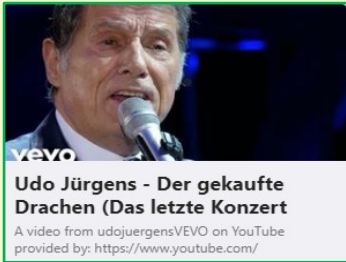 vevo
Udo Jürgens - Der gekaufte
Drachen (Das letzte Konzert
A video from udojuergensVEVO on YouTube
provided by: https://www.youtube.com/